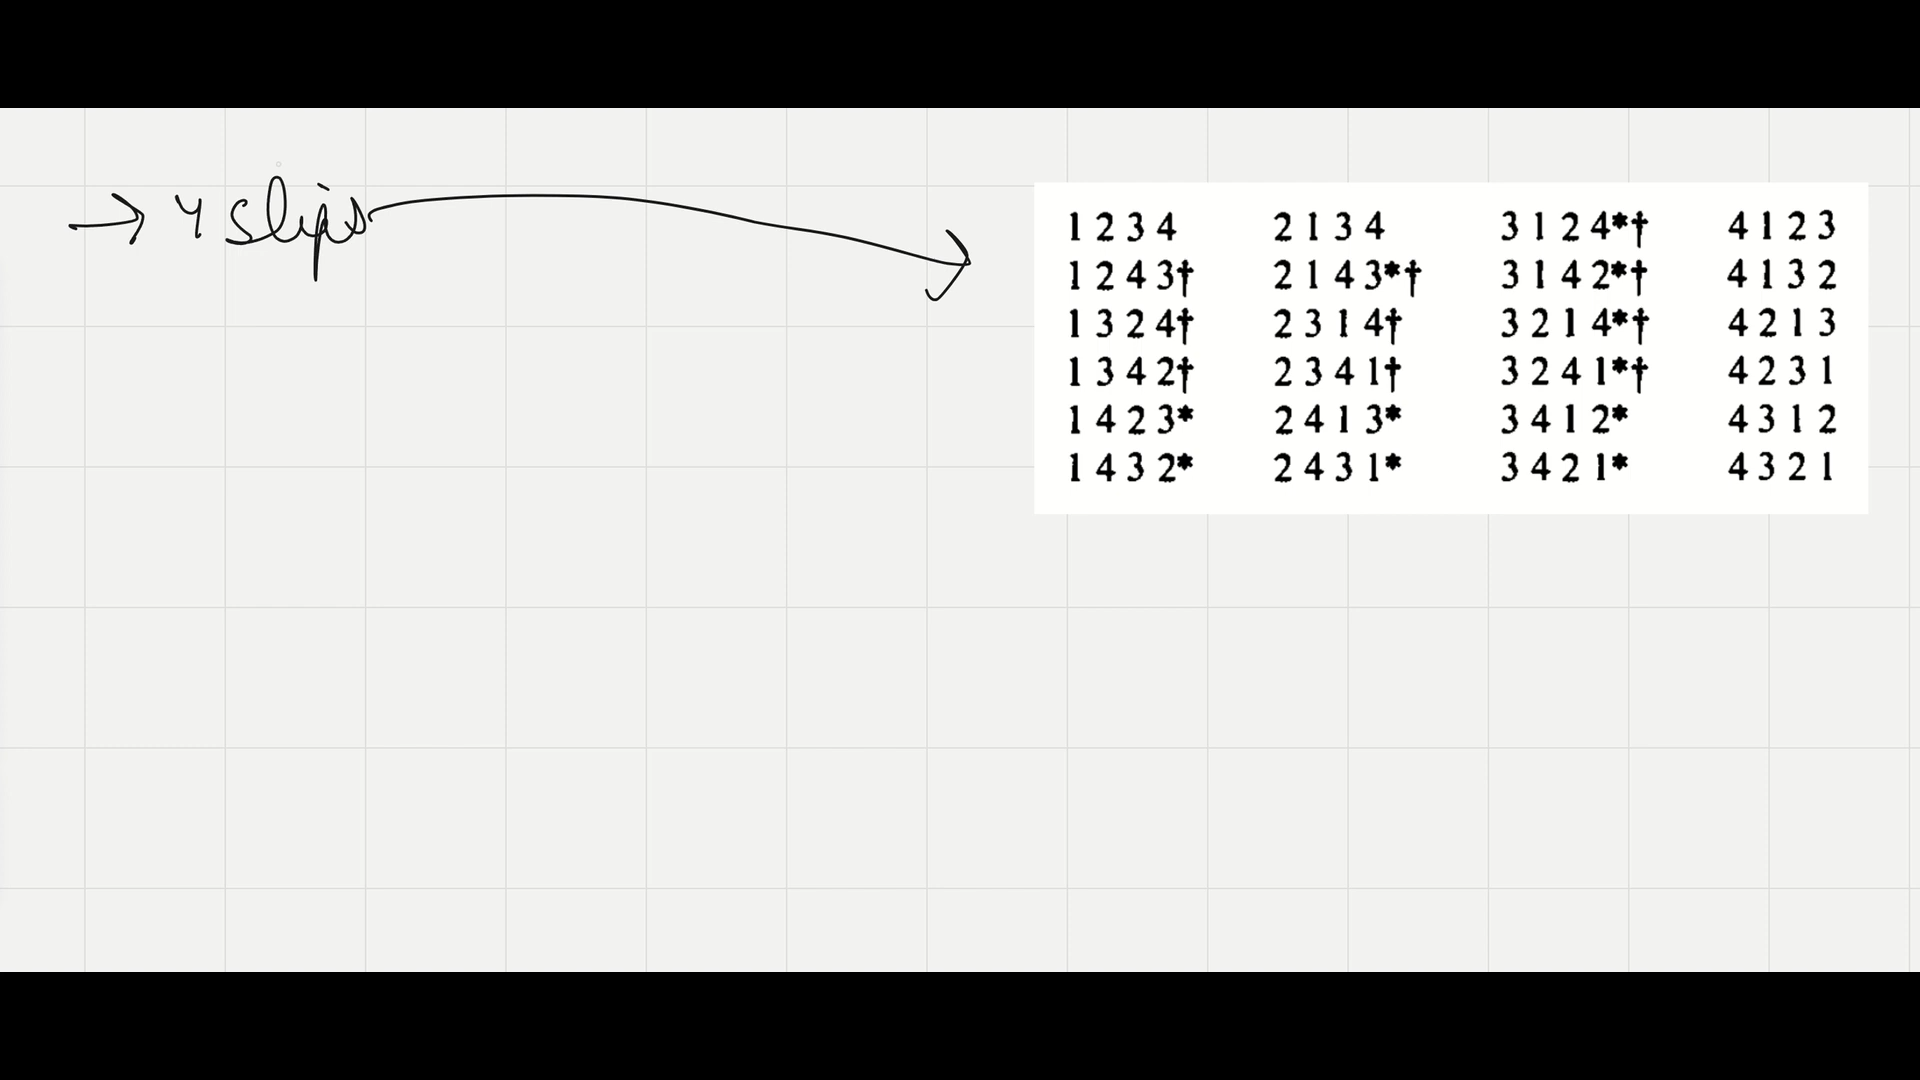 → 4 slips
1 2 3 4 2 1 3 4 3 1 2 4*† 4 1 2 3
1 2 4 3† 2 1 4 3*† 3 1 4 2*† 4 1 3 2
1 3 2 4† 2 3 1 4† 3 2 1 4*† 4 2 1 3
1 3 4 2† 2 3 4 1† 3 2 4 1*† 4 2 3 1
1 4 2 3* 2 4 1 3* 3 4 1 2* 4 3 1 2
1 4 3 2* 2 4 3 1* 3 4 2 1* 4 3 2 1